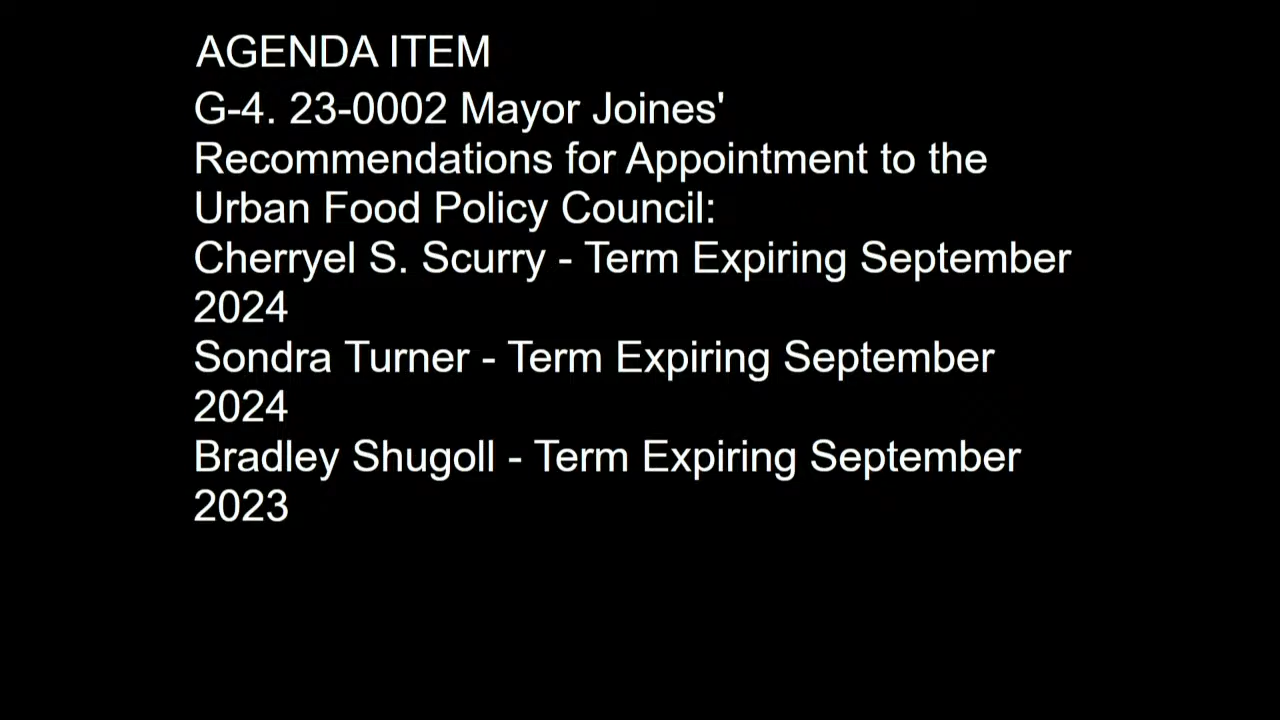 AGENDA ITEM
G-4. 23-0002 Mayor Joines'
Recommendations for Appointment to the
Urban Food Policy Council:
Cherryel S. Scurry - Term Expiring September
2024
Sondra Turner - Term Expiring September
2024
Bradley Shugoll - Term Expiring September
2023